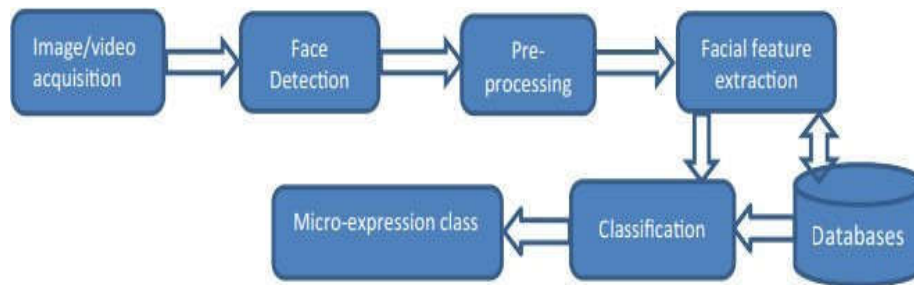 Image/video
acquisition
Face
Detection
Pre-
processing
Facial feature
extraction
Micro-expression class
Classification
Databases